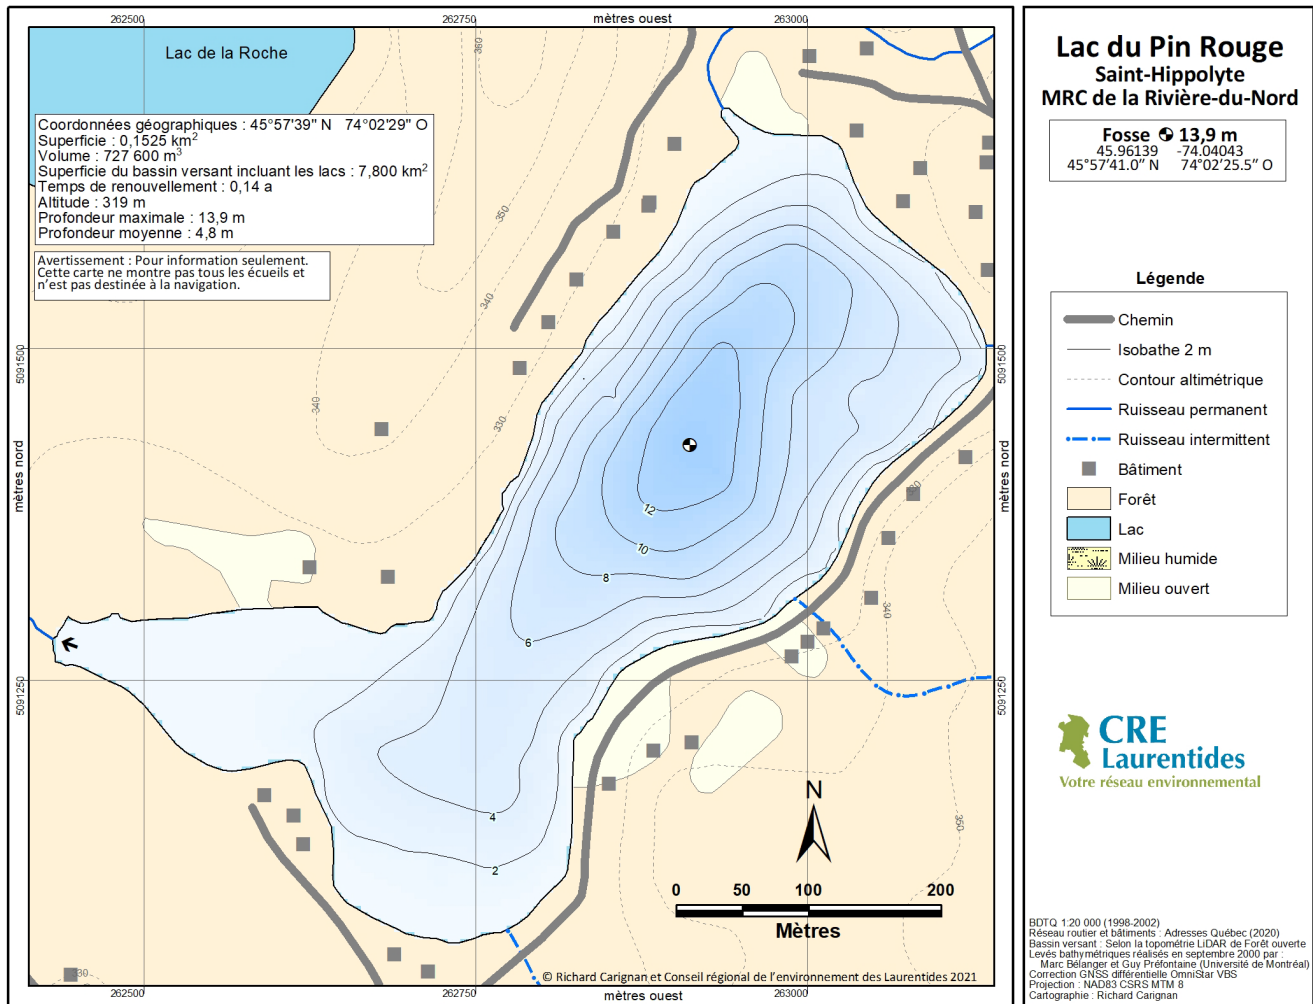 262500
mètres ouest
262750
263000
Lac de la Roche
Coordonnées géographiques : 45°57'39" N 74°02'29" O
Superficie : 0,1525 km²
Volume : 727 600 m³
Superficie du bassin versant incluant les lacs : 7,800 km²
Temps de renouvellement : 0,14 a
Altitude : 319 m
Profondeur maximale : 13,9 m
Profondeur moyenne : 4,8 m
Avertissement : Pour information seulement.
Cette carte ne montre pas tous les écueils et
n'est pas destinée à la navigation.
360
350
340
340
330
5091500
5091500
mètres nord
mètres nord
12
10
8
6
4
2
330
340
350
330
5091250
5091250
N
0 50 100 200
Mètres
© Richard Carignan et Conseil régional de l'environnement des Laurentides 2021
262500
262750
mètres ouest
263000
Lac du Pin Rouge
Saint-Hippolyte
MRC de la Rivière-du-Nord
Fosse 13,9 m
45.96139 -74.04043
45°57'41.0" N 74°02'25.5" O
Légende
Chemin
Isobathe 2 m
Contour altimétrique
Ruisseau permanent
Ruisseau intermittent
Bâtiment
Forêt
Lac
Milieu humide
Milieu ouvert
CRE
Laurentides
Votre réseau environnemental
BDTQ 1:20 000 (1998-2002)
Réseau routier et bâtiments : Adresses Québec (2020)
Bassin versant : Selon la topométrie LiDAR de Forêt ouverte
Levés bathymétriques réalisés en septembre 2000 par :
Marc Bélanger et Guy Préfontaine (Université de Montréal)
Correction GNSS différentielle OmniStar VBS
Projection : NAD83 CSRS MTM 8
Cartographie : Richard Carignan